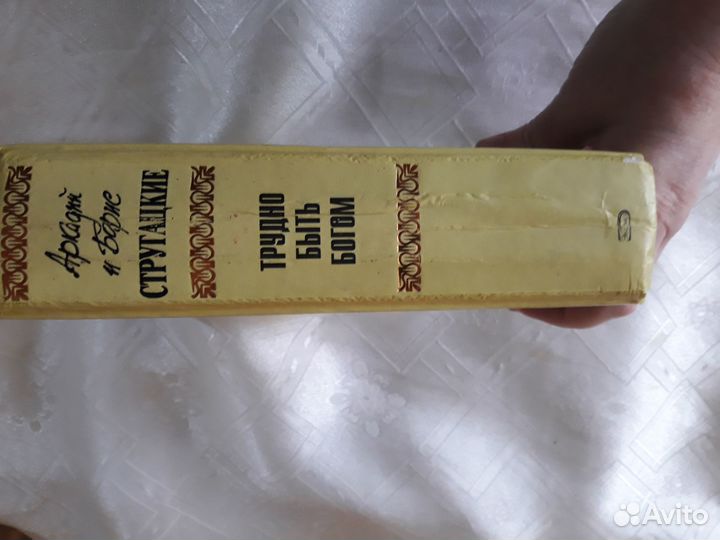 Аркадий
и Борис
СТРУГАЦКИЕ
ТРУДНО
БЫТЬ
БОГОМ
Avito